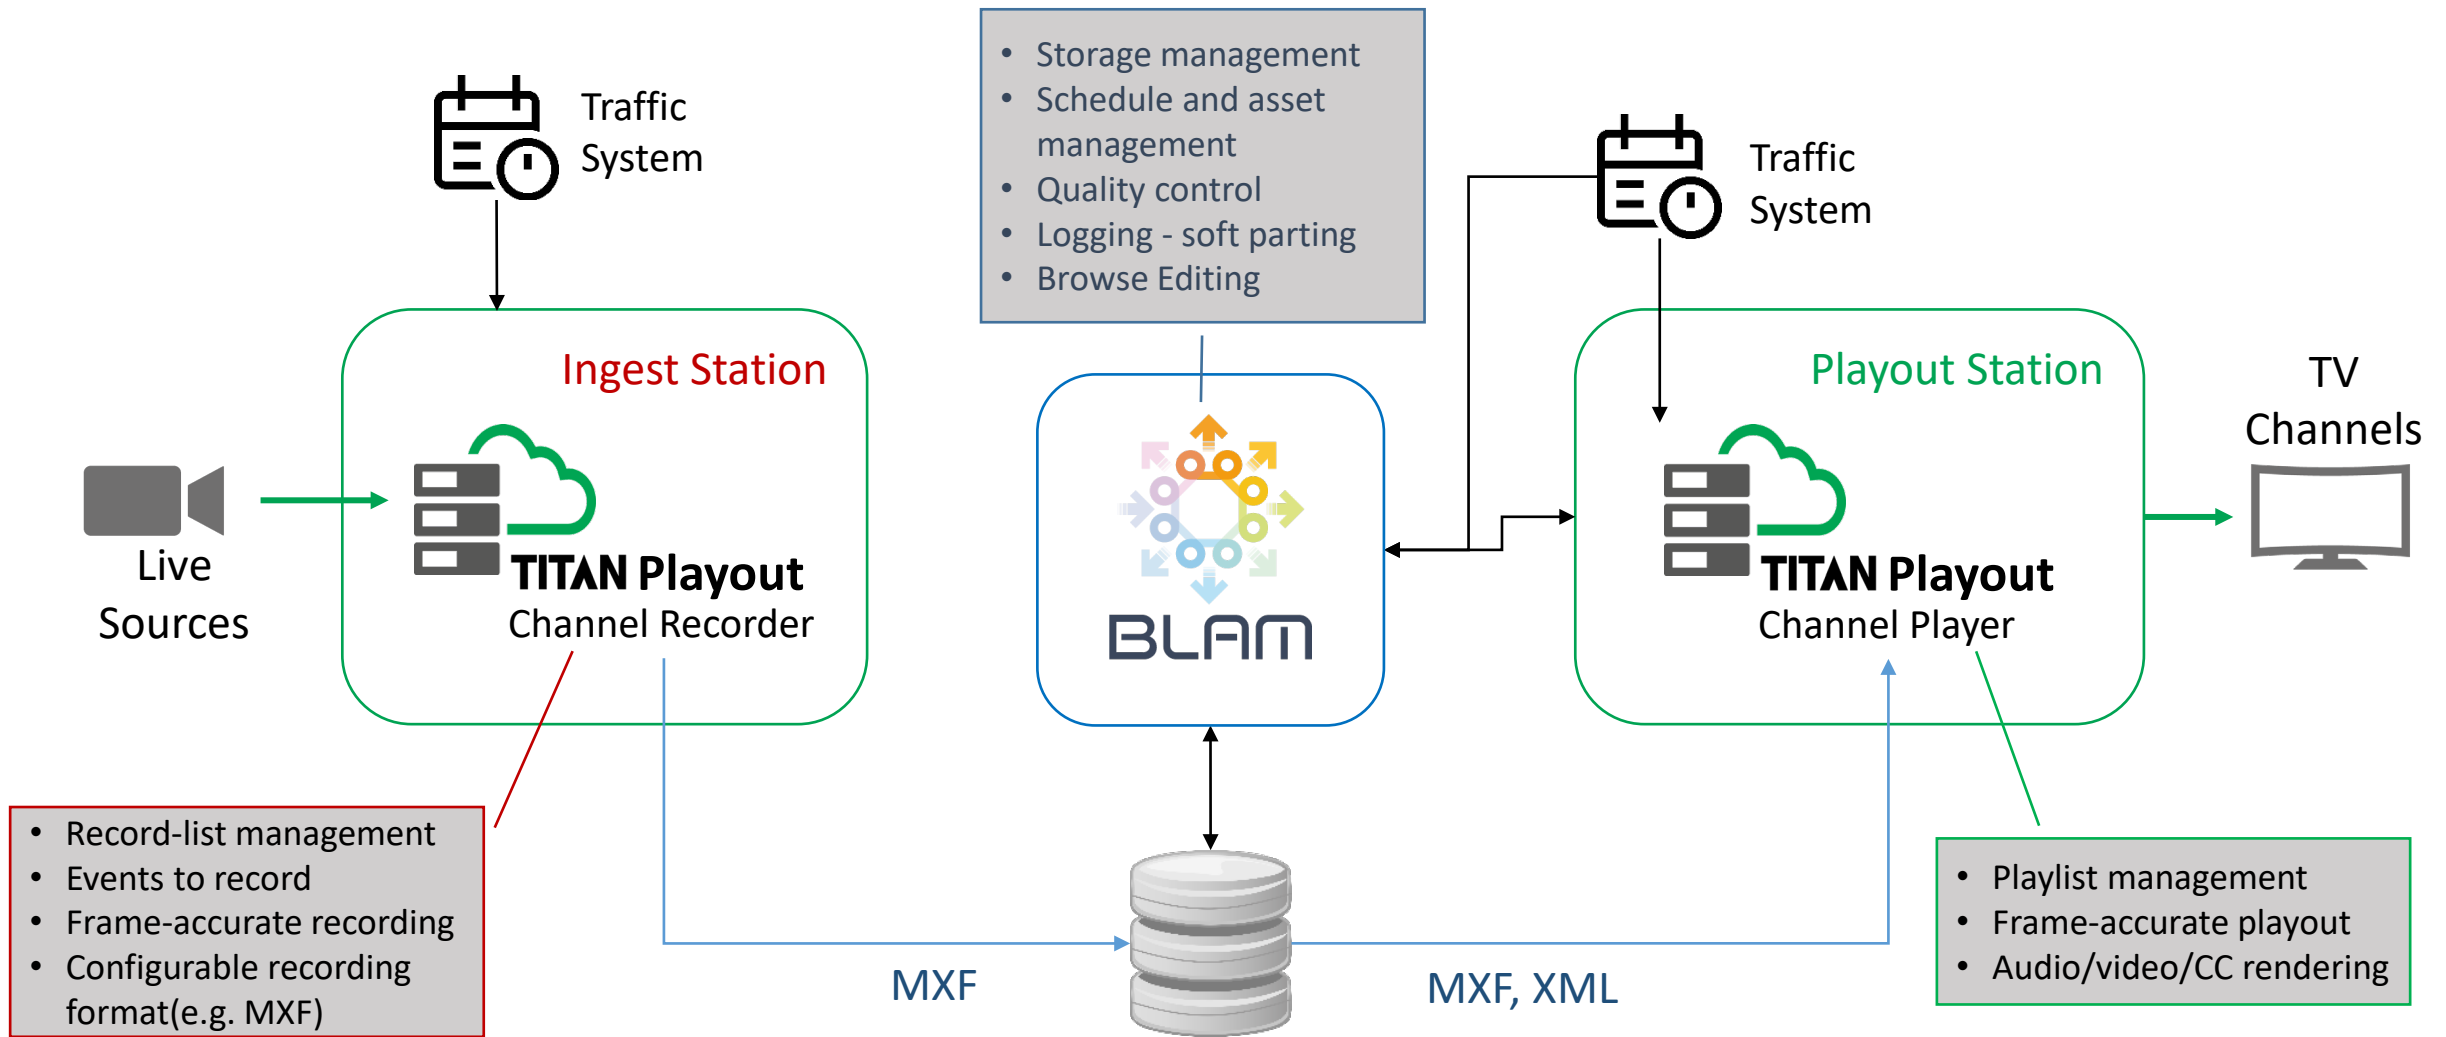 Traffic
System
• Storage management
• Schedule and asset
management
• Quality control
• Logging - soft parting
• Browse Editing
Traffic
System
Ingest Station
TITAN Playout
Channel Recorder
Live
Sources
BLAM
Playout Station
TITAN Playout
Channel Player
TV
Channels
• Record-list management
• Events to record
• Frame-accurate recording
• Configurable recording
format(e.g. MXF)
MXF
MXF, XML
• Playlist management
• Frame-accurate playout
• Audio/video/CC rendering